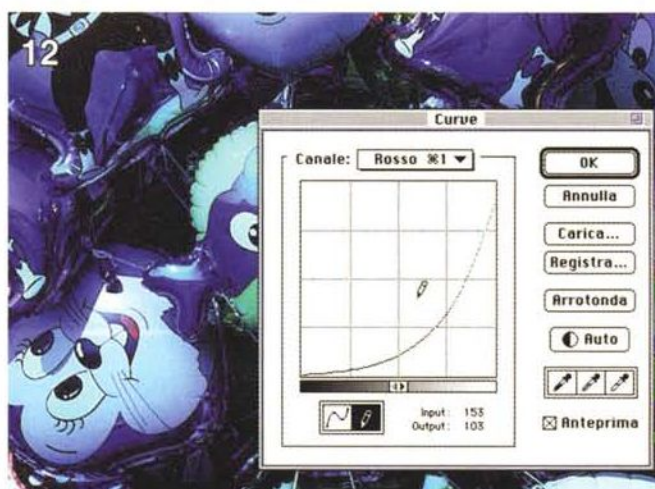 12
Curve
Canale: Rosso ⌘1
OK
Annulla
Carica...
Registra...
Arrotonda
Auto
Input: 153
Output: 103
Anteprima